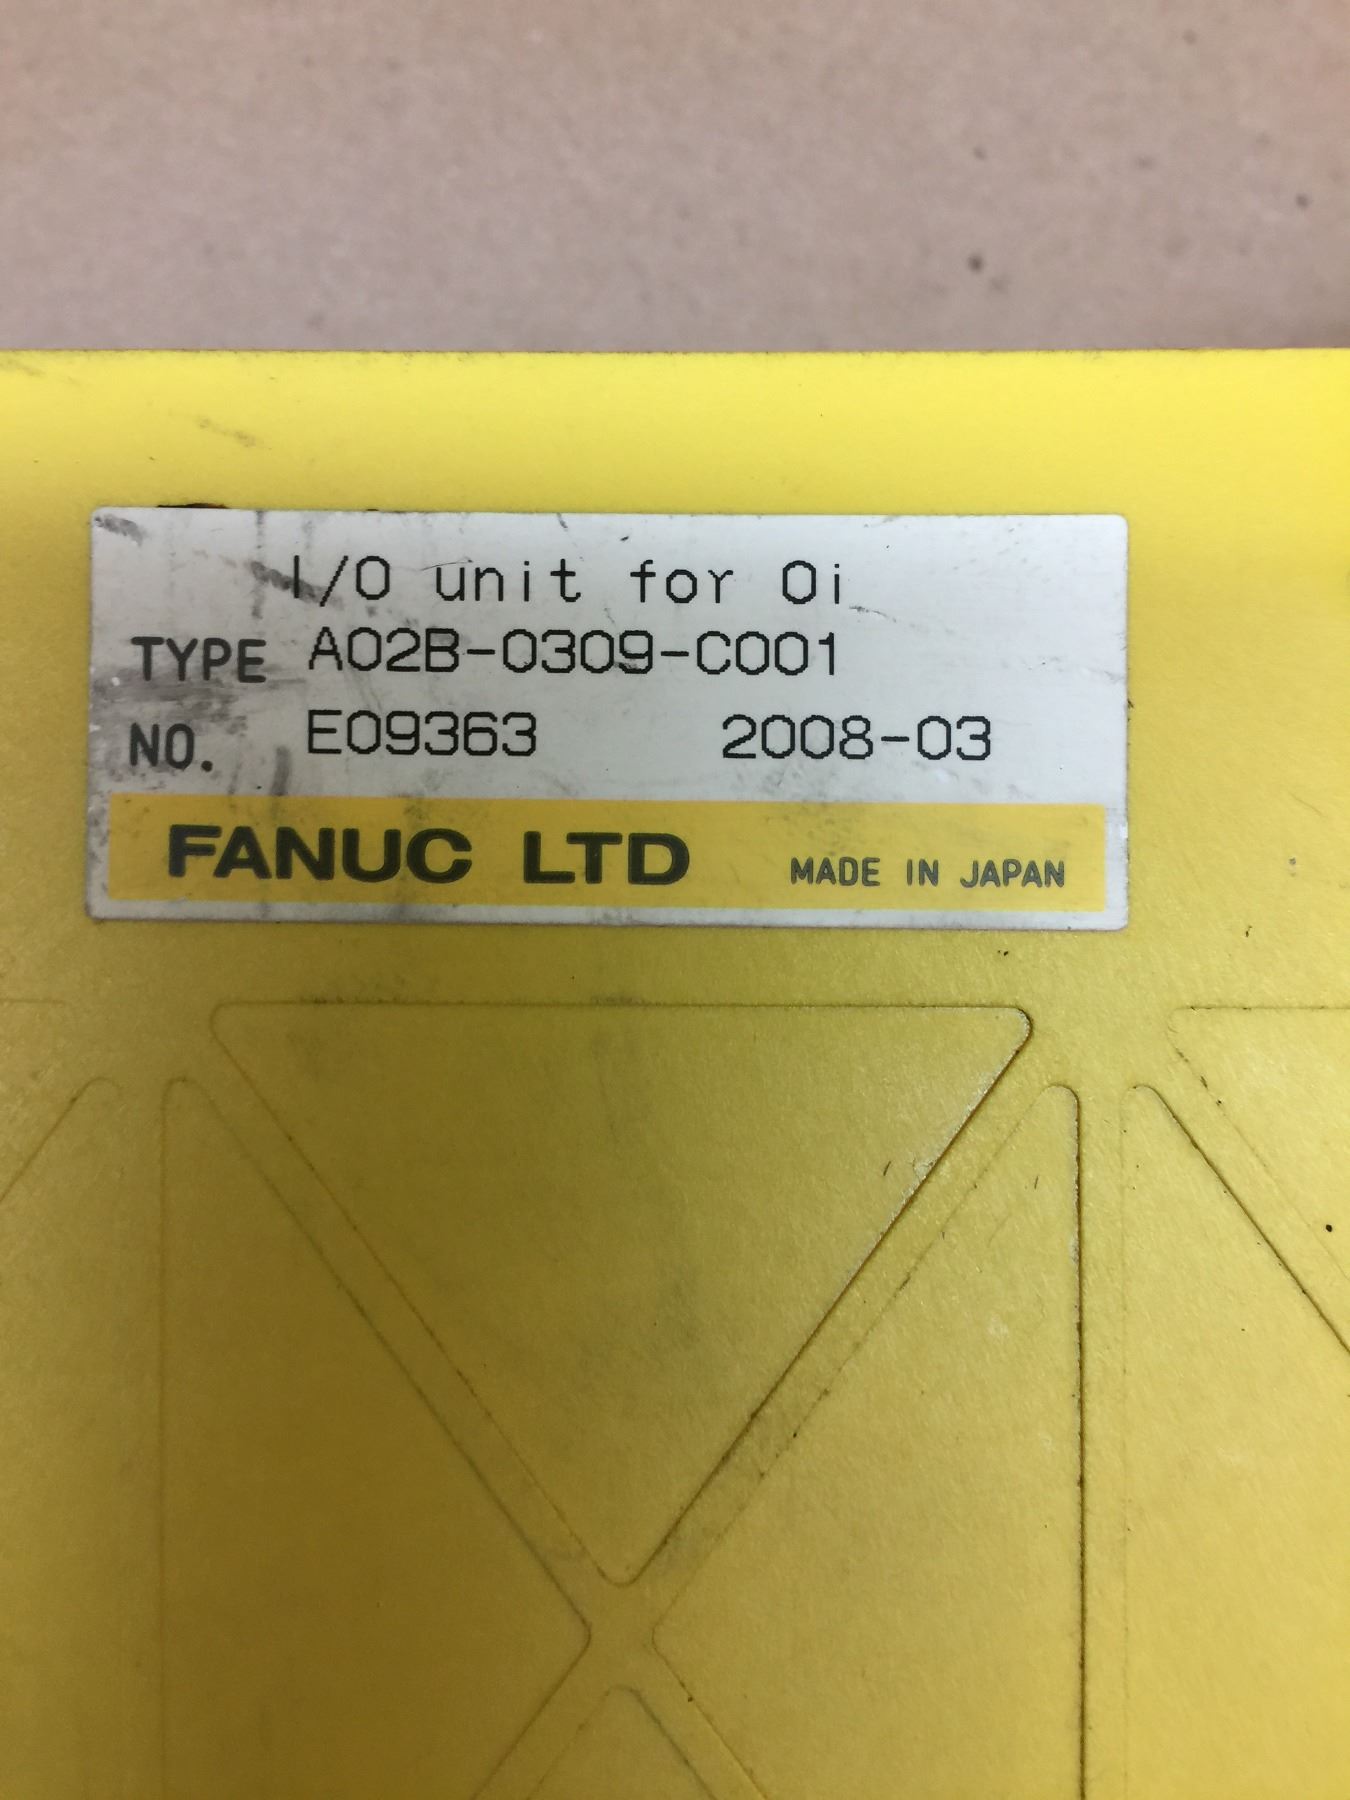 I/O unit for 0i
TYPE A02B-0309-C001
NO. E09363 2008-03
FANUC LTD MADE IN JAPAN